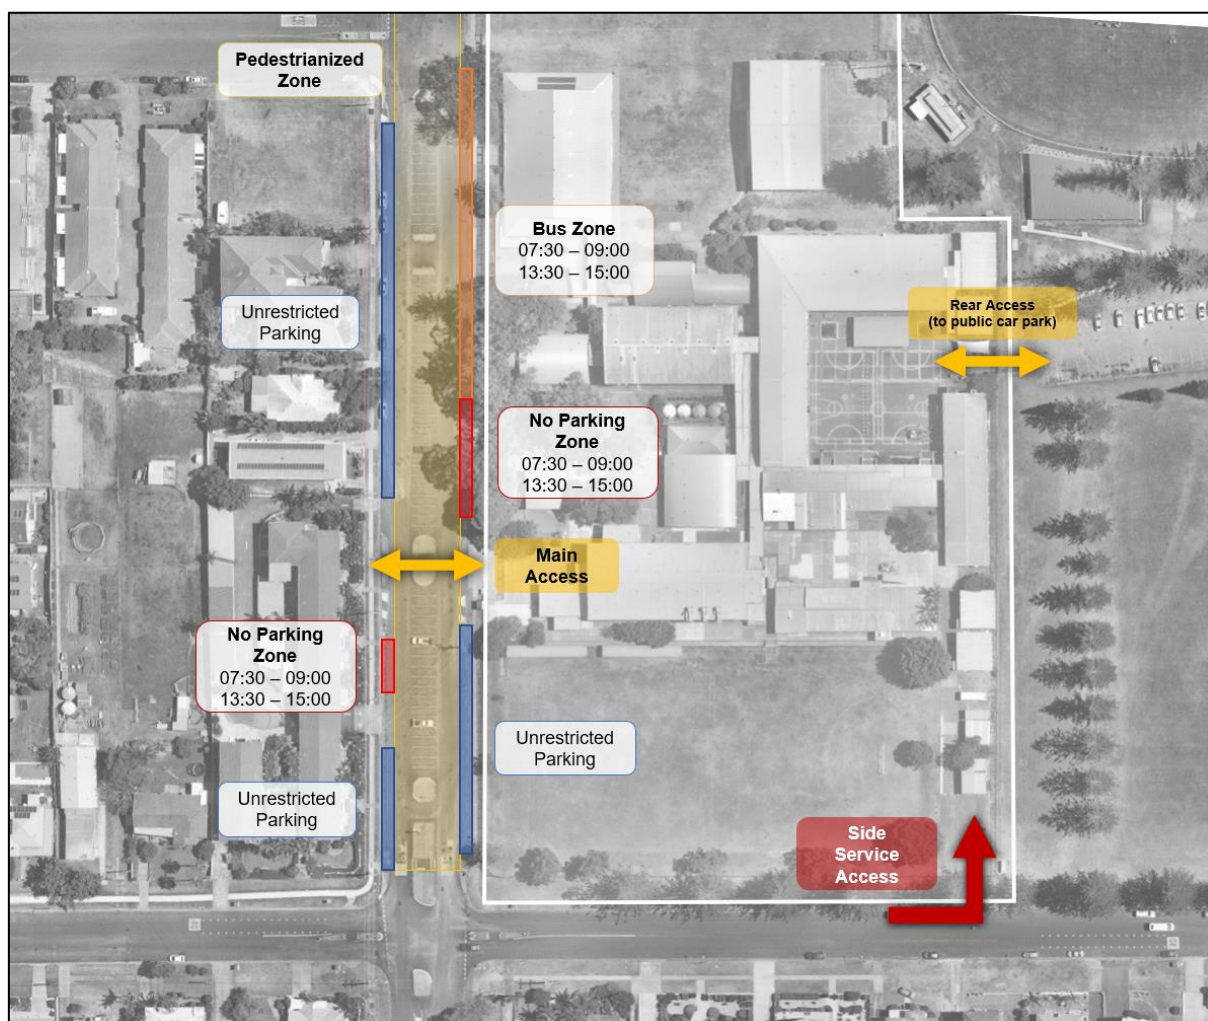 Pedestrianized
Zone
Bus Zone
07:30 – 09:00
13:30 – 15:00
Unrestricted
Parking
Rear Access
(to public car park)
No Parking
Zone
07:30 – 09:00
13:30 – 15:00
Main
Access
No Parking
Zone
07:30 – 09:00
13:30 – 15:00
Unrestricted
Parking
Unrestricted
Parking
Side
Service
Access